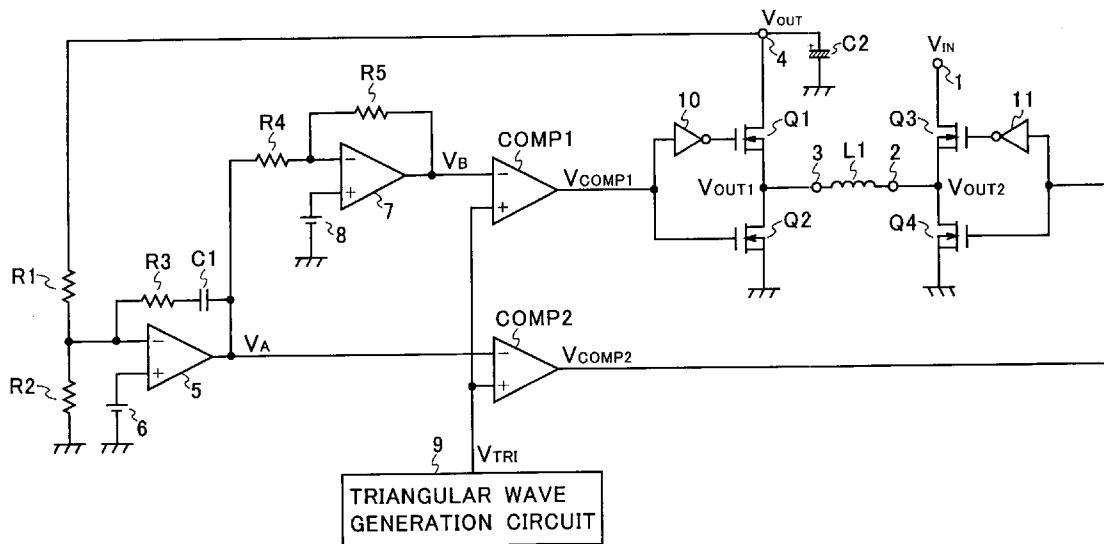 VOUT
4
C2
VIN
1
R5
R4
10
Q1
Q3
11
COMP1
VB
VCOMP1
3
L1
2
VOUT1
VOUT2
7
8
Q2
Q4
R1
R3
C1
COMP2
VA
VCOMP2
R2
5
6
9
VTRI
TRIANGULAR WAVE
GENERATION CIRCUIT